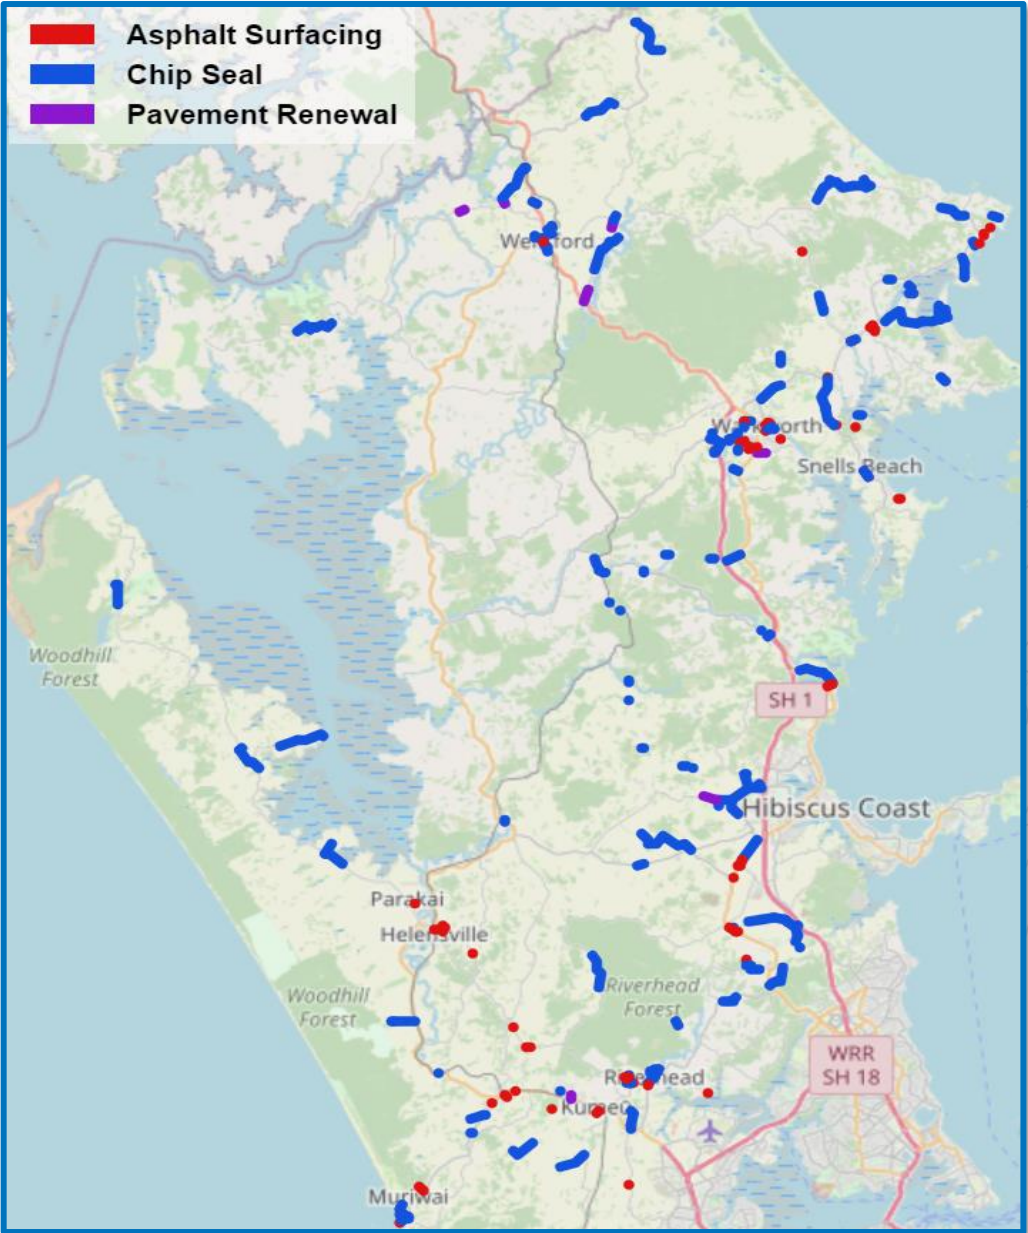 Asphalt Surfacing
Chip Seal
Pavement Renewal
Wellsford
Warkworth
Snells Beach
Woodhill
Forest
SH 1
Hibiscus Coast
Parakai
Helensville
Woodhill
Forest
Riverhead
Forest
WRR
SH 18
Riverhead
Kumeū
Muriwai